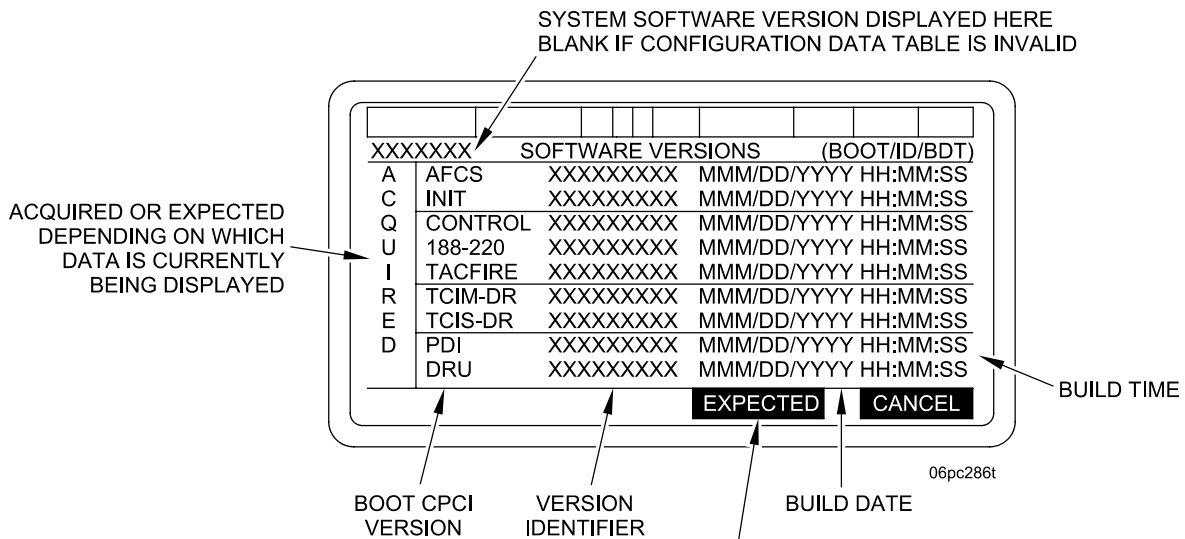 SYSTEM SOFTWARE VERSION DISPLAYED HERE
BLANK IF CONFIGURATION DATA TABLE IS INVALID
XXXXXXX SOFTWARE VERSIONS (BOOT/ID/BDT)
A AFCS XXXXXXXXX MMM/DD/YYYY HH:MM:SS
C INIT XXXXXXXXX MMM/DD/YYYY HH:MM:SS
Q CONTROL XXXXXXXXX MMM/DD/YYYY HH:MM:SS
U 188-220 XXXXXXXXX MMM/DD/YYYY HH:MM:SS
I TACFIRE XXXXXXXXX MMM/DD/YYYY HH:MM:SS
R TCIM-DR XXXXXXXXX MMM/DD/YYYY HH:MM:SS
E TCIS-DR XXXXXXXXX MMM/DD/YYYY HH:MM:SS
D PDI XXXXXXXXX MMM/DD/YYYY HH:MM:SS
DRU XXXXXXXXX MMM/DD/YYYY HH:MM:SS
EXPECTED CANCEL
ACQUIRED OR EXPECTED
DEPENDING ON WHICH
DATA IS CURRENTLY
BEING DISPLAYED
BUILD TIME
06pc286t
BOOT CPCI
VERSION
VERSION
IDENTIFIER
BUILD DATE